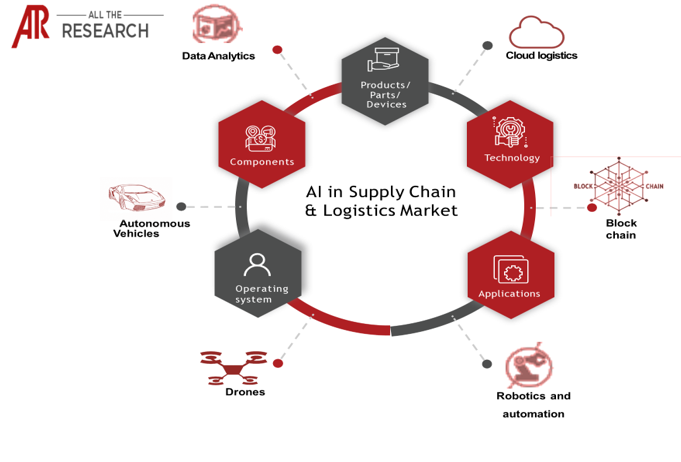 AR
ALL THE
RESEARCH
Data Analytics
Cloud logistics
Products/
Parts/
Devices
Components
Technology
AI in Supply Chain
& Logistics Market
BLOCK CHAIN
Block
chain
Autonomous
Vehicles
Operating
system
Applications
Drones
Robotics and
automation